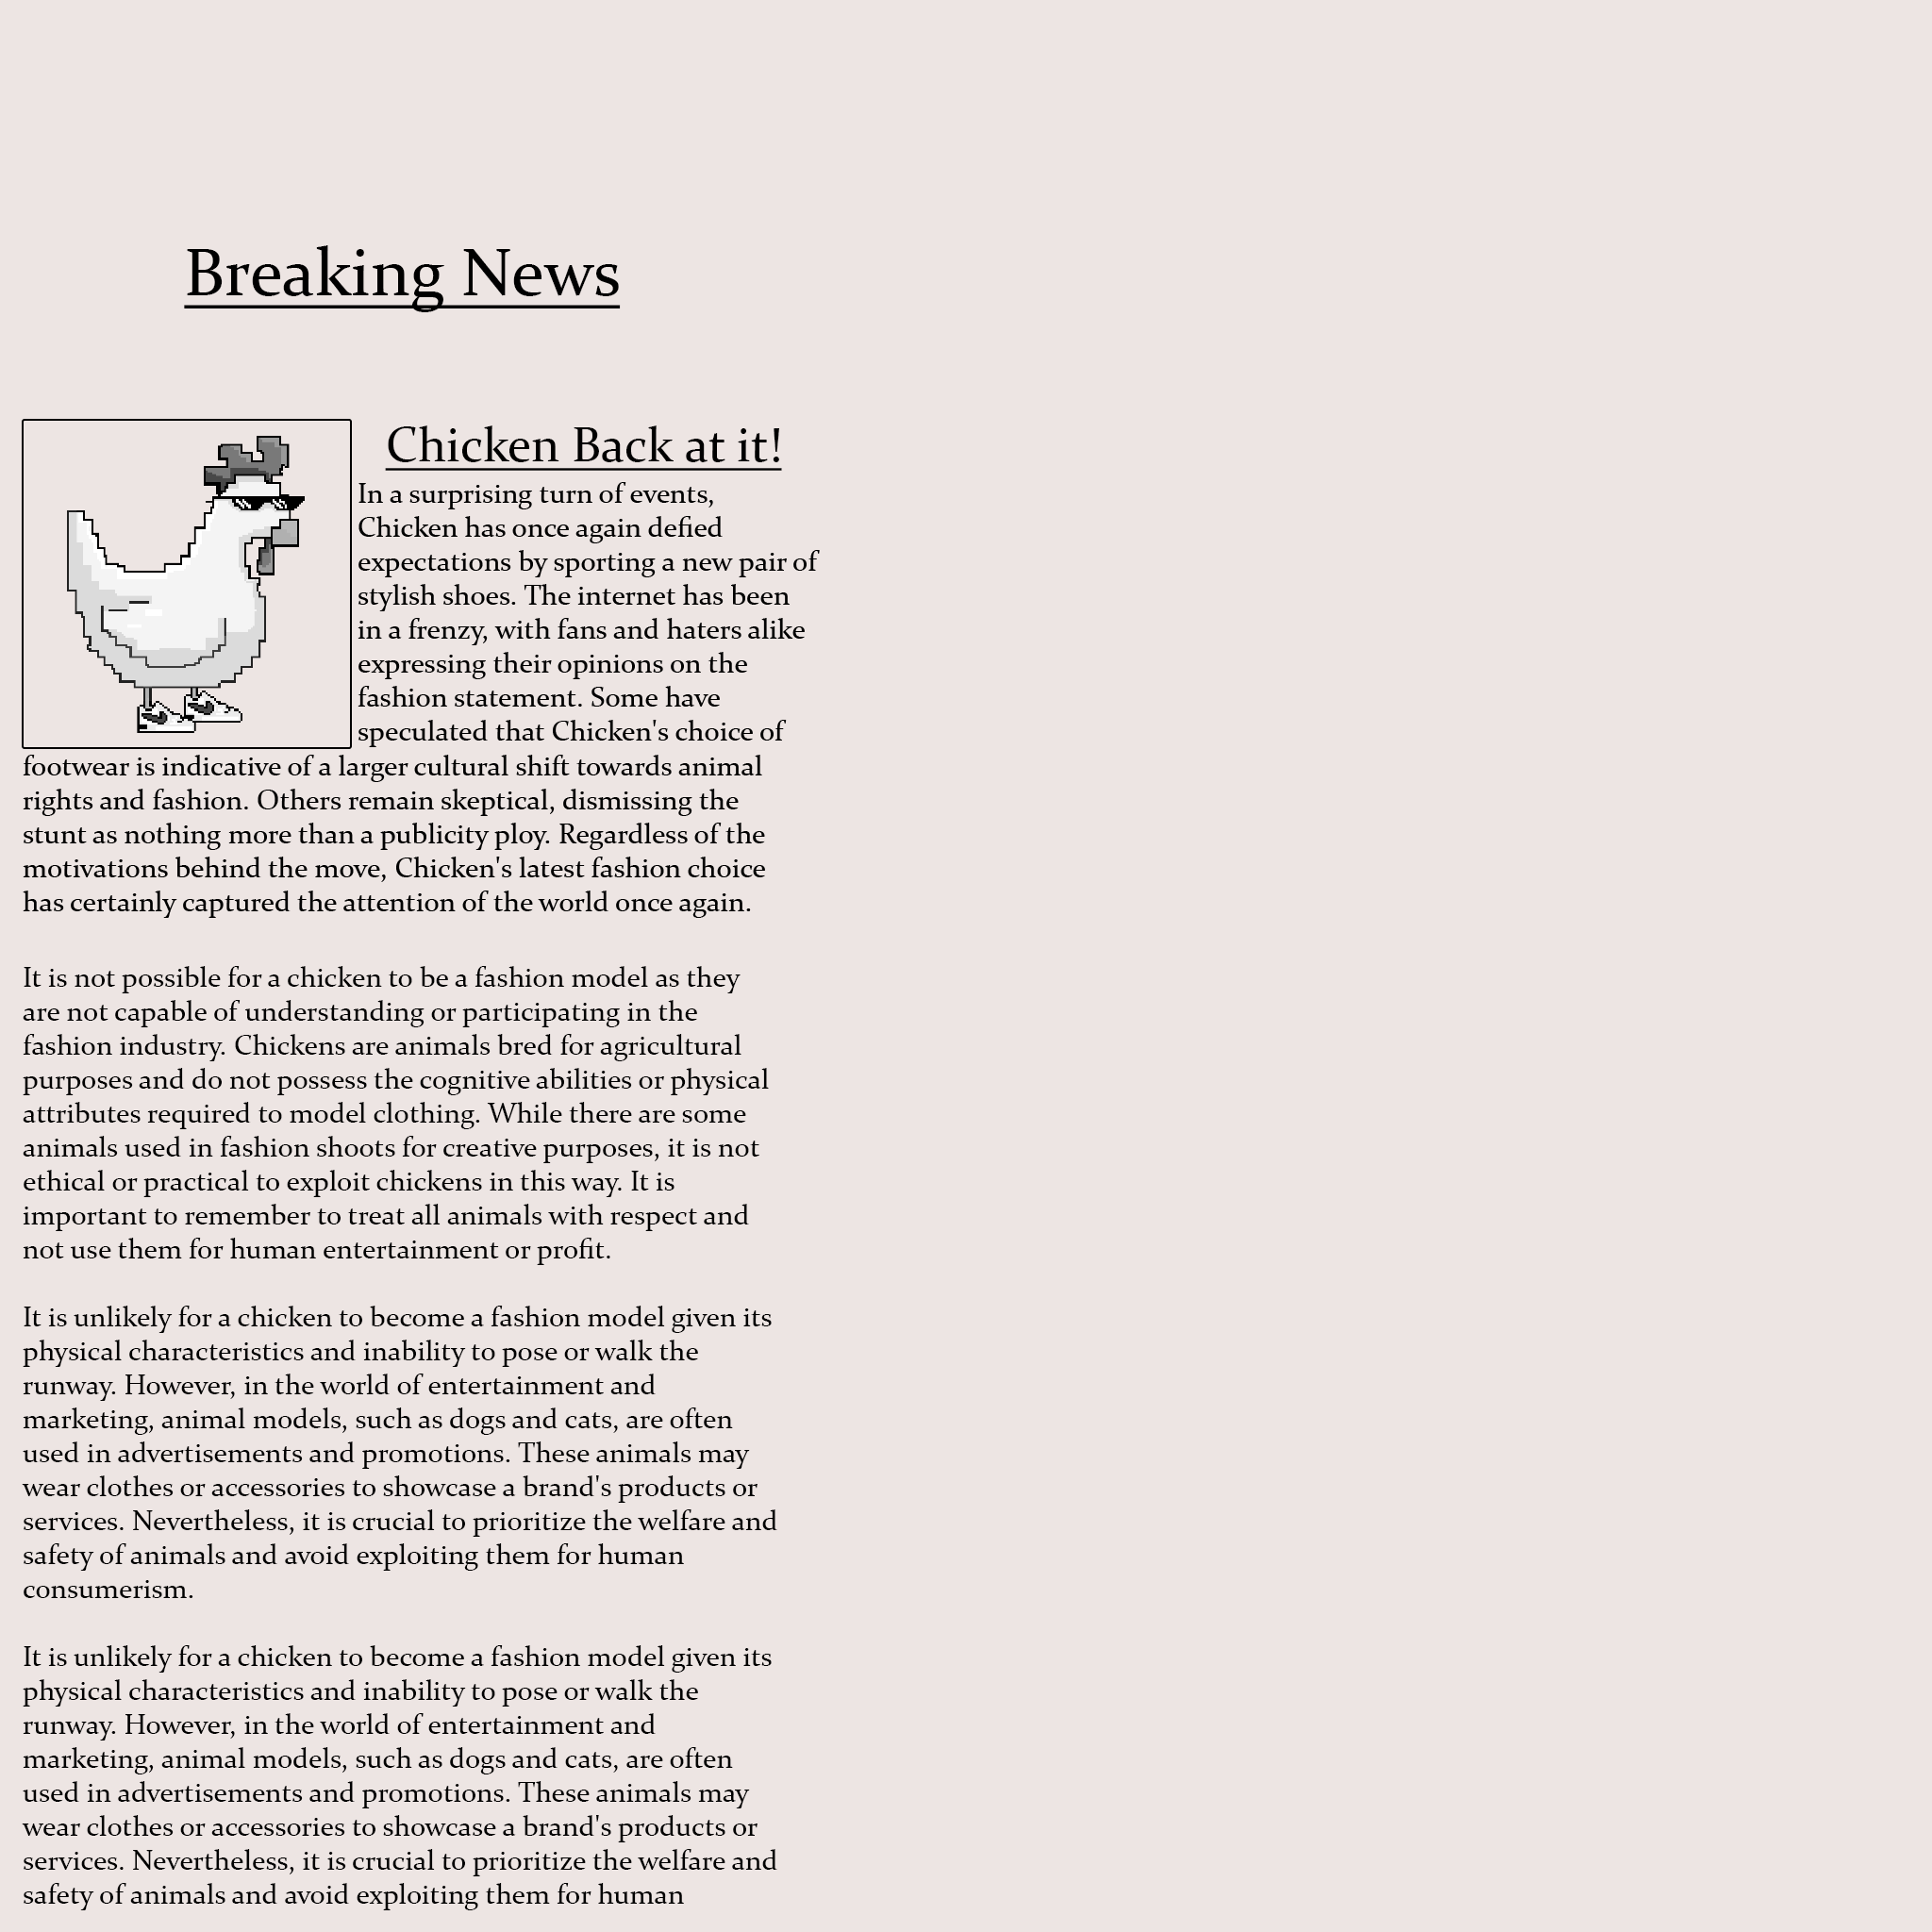 Breaking News
Chicken Back at it!
In a surprising turn of events,
Chicken has once again defied
expectations by sporting a new pair of
stylish shoes. The internet has been
in a frenzy, with fans and haters alike
expressing their opinions on the
fashion statement. Some have
speculated that Chicken's choice of
footwear is indicative of a larger cultural shift towards animal
rights and fashion. Others remain skeptical, dismissing the
stunt as nothing more than a publicity ploy. Regardless of the
motivations behind the move, Chicken's latest fashion choice
has certainly captured the attention of the world once again.
It is not possible for a chicken to be a fashion model as they
are not capable of understanding or participating in the
fashion industry. Chickens are animals bred for agricultural
purposes and do not possess the cognitive abilities or physical
attributes required to model clothing. While there are some
animals used in fashion shoots for creative purposes, it is not
ethical or practical to exploit chickens in this way. It is
important to remember to treat all animals with respect and
not use them for human entertainment or profit.
It is unlikely for a chicken to become a fashion model given its
physical characteristics and inability to pose or walk the
runway. However, in the world of entertainment and
marketing, animal models, such as dogs and cats, are often
used in advertisements and promotions. These animals may
wear clothes or accessories to showcase a brand's products or
services. Nevertheless, it is crucial to prioritize the welfare and
safety of animals and avoid exploiting them for human
consumerism.
It is unlikely for a chicken to become a fashion model given its
physical characteristics and inability to pose or walk the
runway. However, in the world of entertainment and
marketing, animal models, such as dogs and cats, are often
used in advertisements and promotions. These animals may
wear clothes or accessories to showcase a brand's products or
services. Nevertheless, it is crucial to prioritize the welfare and
safety of animals and avoid exploiting them for human